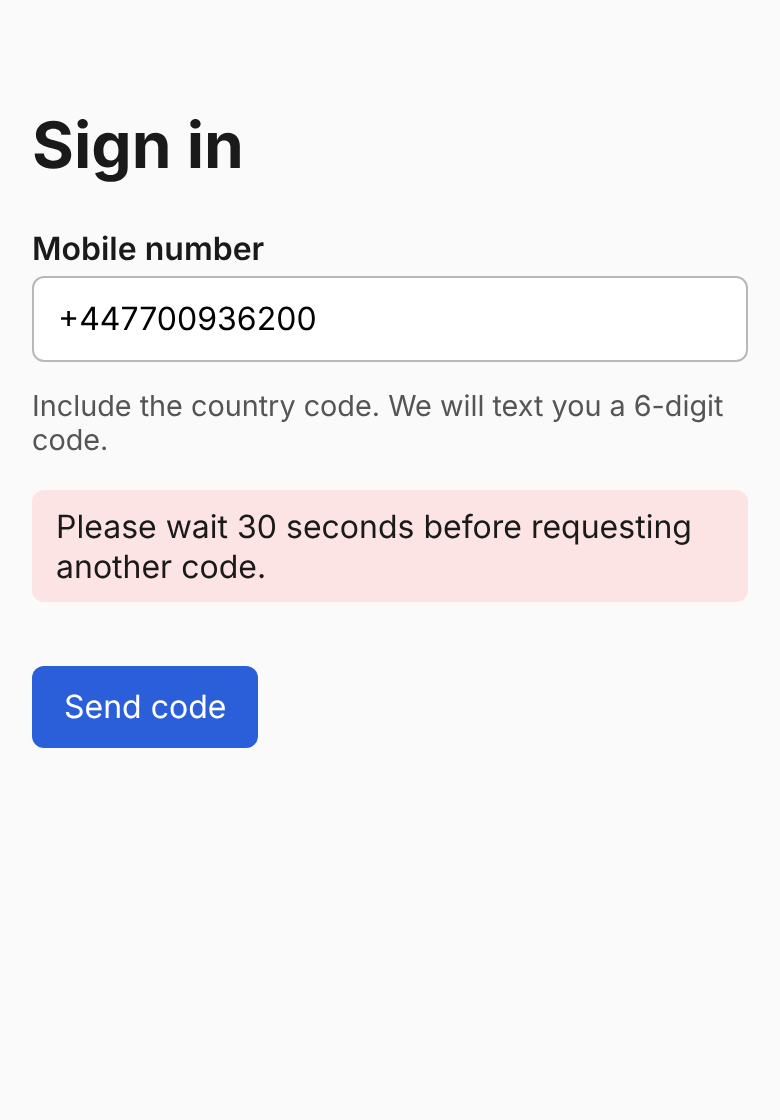 Sign in
Mobile number
+447700936200
Include the country code. We will text you a 6-digit
code.
Please wait 30 seconds before requesting
another code.
Send code